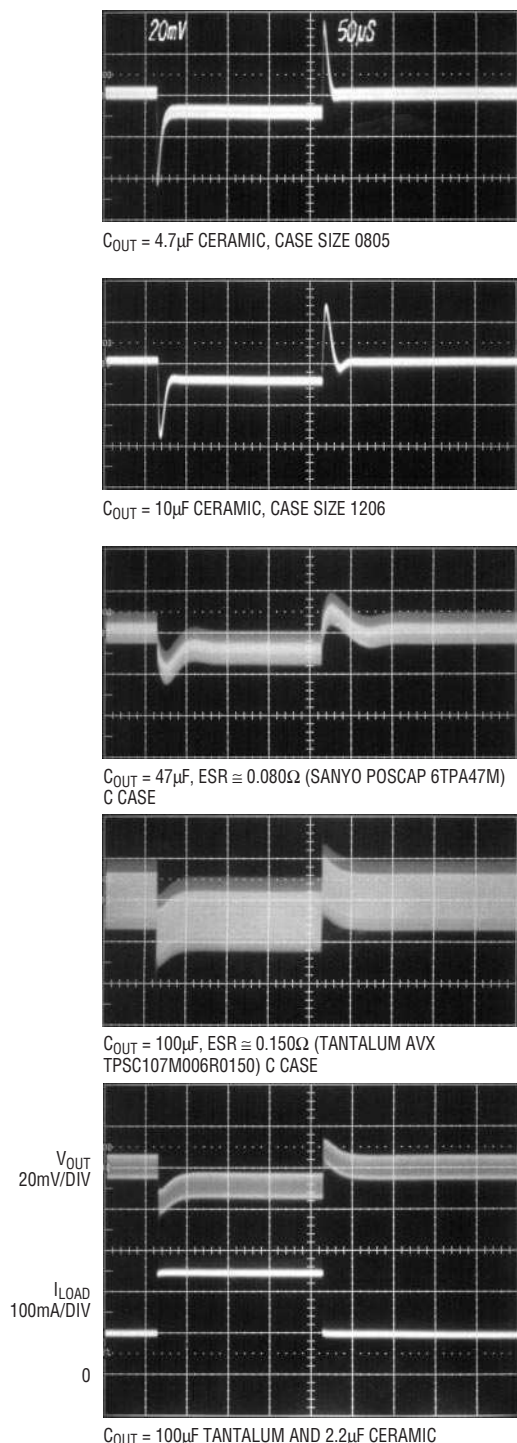 20mV 50µS
C_OUT = 4.7µF CERAMIC, CASE SIZE 0805
C_OUT = 10µF CERAMIC, CASE SIZE 1206
C_OUT = 47µF, ESR ≅ 0.080Ω (SANYO POSCAP 6TPA47M)
C CASE
C_OUT = 100µF, ESR ≅ 0.150Ω (TANTALUM AVX
TPSC107M006R0150) C CASE
V_OUT
20mV/DIV
I_LOAD
100mA/DIV
0
C_OUT = 100µF TANTALUM AND 2.2µF CERAMIC